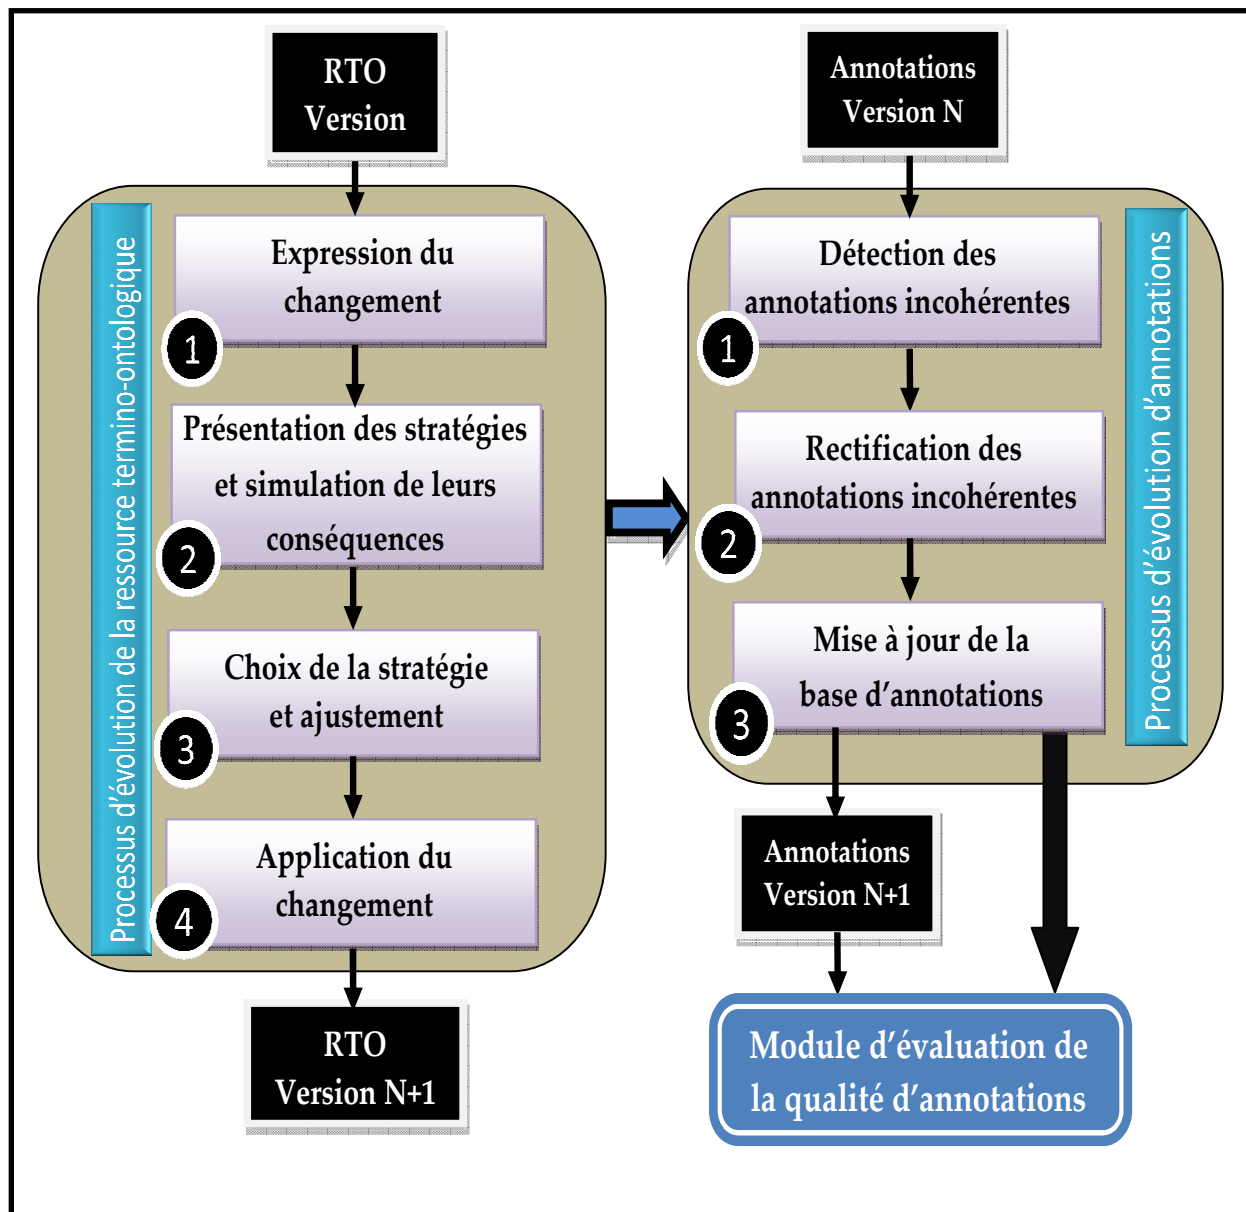 RTO
Version
Processus d'évolution de la ressource termino-ontologique
Expression du
changement
1
Présentation des stratégies
et simulation de leurs
conséquences
2
Choix de la stratégie
et ajustement
3
Application du
changement
4
RTO
Version N+1
Annotations
Version N
Détection des
annotations incohérentes
1
Rectification des
annotations incohérentes
2
Mise à jour de la
base d'annotations
3
Processus d'évolution d'annotations
Annotations
Version N+1
Module d'évaluation de
la qualité d'annotations